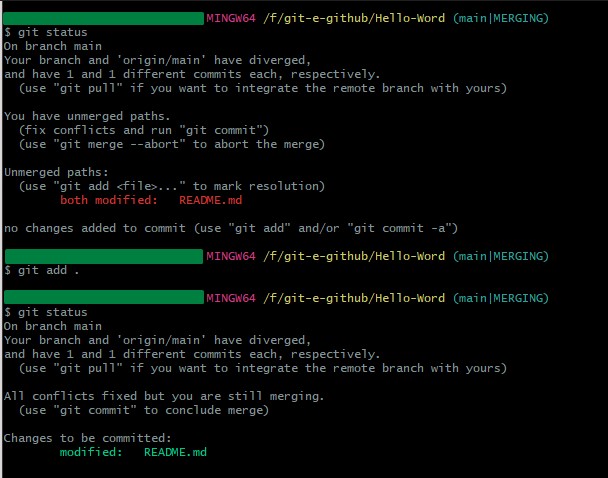 MINGW64 /f/git-e-github/Hello-Word (main|MERGING)
$ git status
On branch main
Your branch and 'origin/main' have diverged,
and have 1 and 1 different commits each, respectively.
  (use "git pull" if you want to integrate the remote branch with yours)

You have unmerged paths.
  (fix conflicts and run "git commit")
  (use "git merge --abort" to abort the merge)

Unmerged paths:
  (use "git add <file>..." to mark resolution)
        both modified:   README.md

no changes added to commit (use "git add" and/or "git commit -a")

MINGW64 /f/git-e-github/Hello-Word (main|MERGING)
$ git add .

MINGW64 /f/git-e-github/Hello-Word (main|MERGING)
$ git status
On branch main
Your branch and 'origin/main' have diverged,
and have 1 and 1 different commits each, respectively.
  (use "git pull" if you want to integrate the remote branch with yours)

All conflicts fixed but you are still merging.
  (use "git commit" to conclude merge)

Changes to be committed:
        modified:   README.md